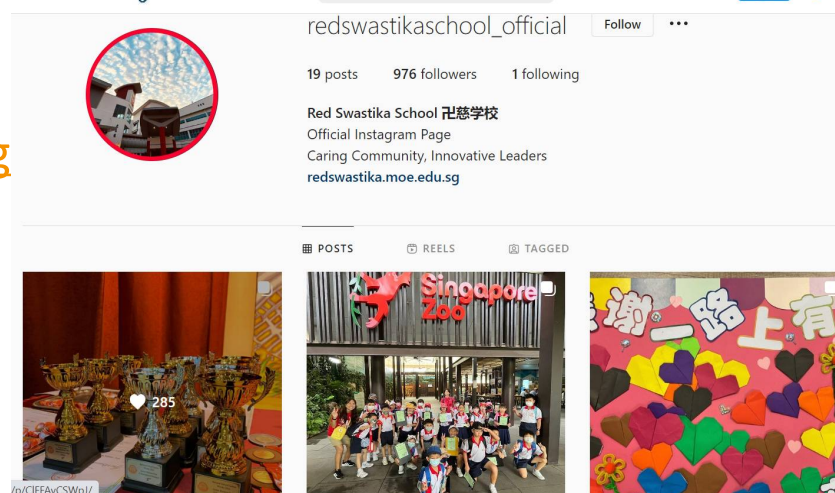 redswastikaschool_official Follow
19 posts 976 followers 1 following
Red Swastika School 卍慈学校
Official Instagram Page
Caring Community, Innovative Leaders
redswastika.moe.edu.sg
POSTS REELS TAGGED
285
Singapore
Zoo
谢一路上有